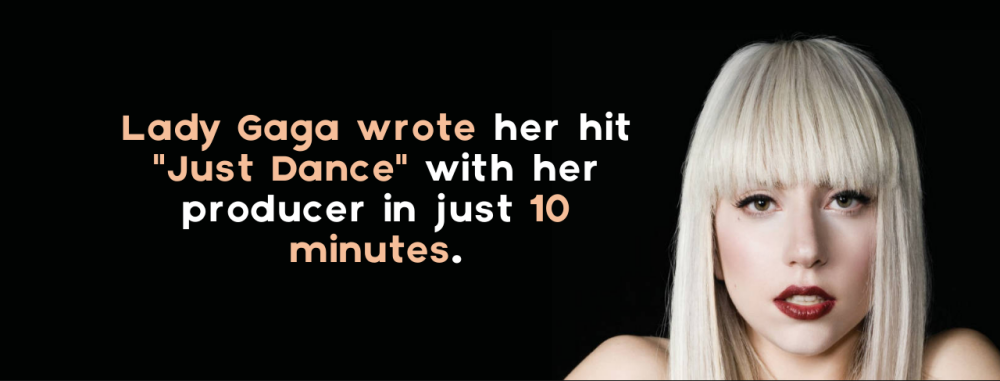 Lady Gaga wrote her hit
"Just Dance" with her
producer in just 10
minutes.